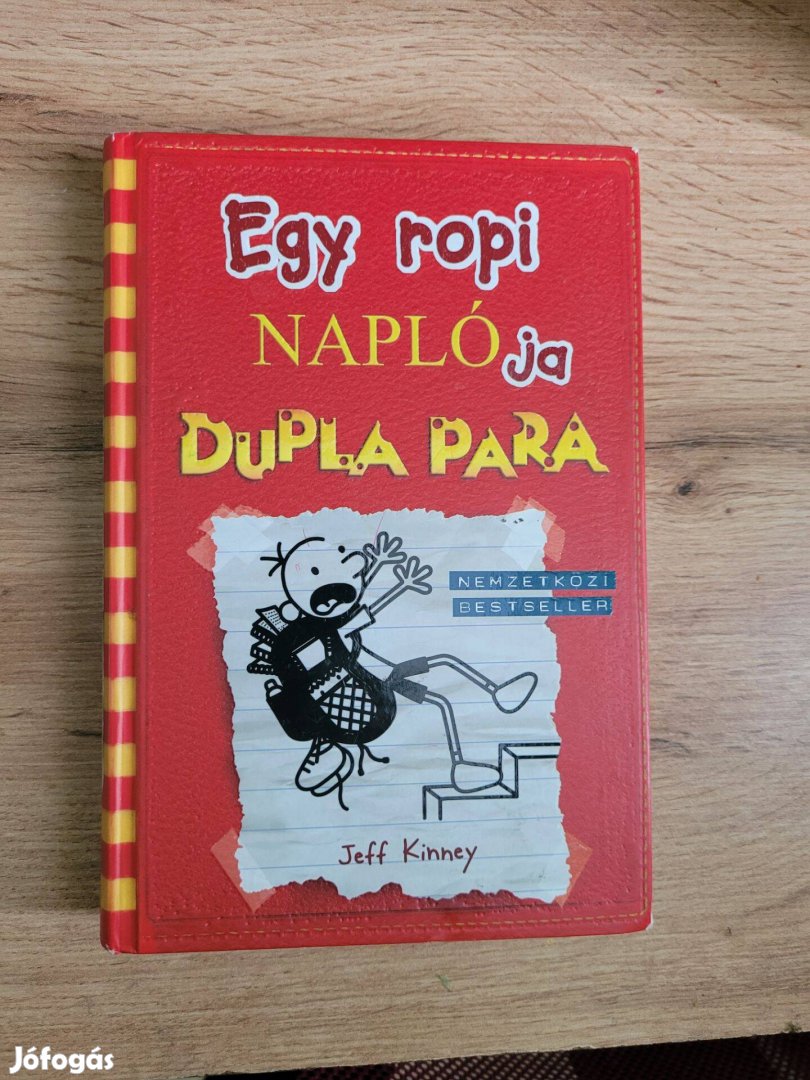 Egy ropi
NAPLÓja
DUPLA PARA
NEMZETKÖZI
BESTSELLER
Jeff Kinney
Jófogás